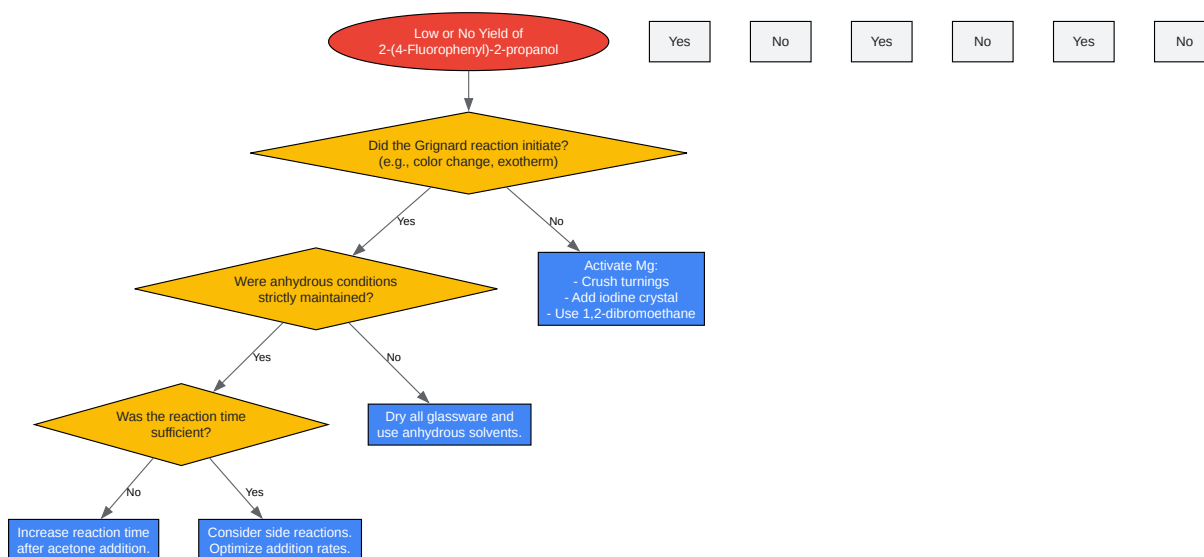 Low or No Yield of
2-(4-Fluorophenyl)-2-propanol
Yes
No
Yes
No
Yes
No
Did the Grignard reaction initiate?
(e.g., color change, exotherm)
Yes
No
Were anhydrous conditions
strictly maintained?
Activate Mg:
- Crush turnings
- Add iodine crystal
- Use 1,2-dibromoethane
Yes
No
Was the reaction time
sufficient?
Dry all glassware and
use anhydrous solvents.
No
Yes
Increase reaction time
after acetone addition.
Consider side reactions.
Optimize addition rates.